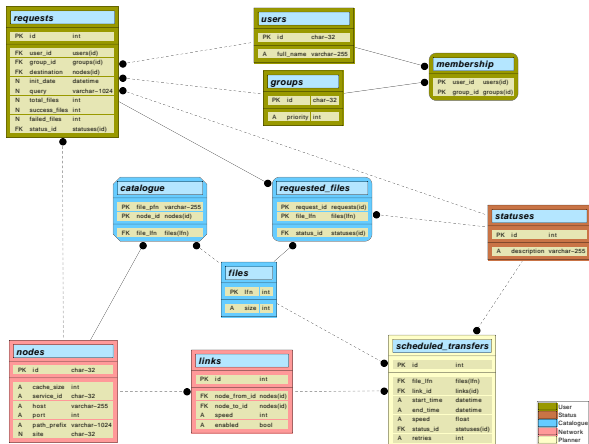 requests
PK id int
FK user_id users(id)
FK group_id groups(id)
FK destination nodes(id)
N init_date datetime
N query varchar-1024
N total_files int
N success_files int
N failed_files int
FK status_id statuses(id)
users
PK id char-32
A full_name varchar-255
groups
PK id char-32
A priority int
membership
PK user_id users(id)
PK group_id groups(id)
catalogue
PK file_pfn varchar-255
PK node_id nodes(id)
FK file_lfn files(lfn)
requested_files
PK request_id requests(id)
PK file_lfn files(lfn)
FK status_id statuses(id)
statuses
PK id int
A description varchar-255
files
PK lfn int
A size int
nodes
PK id char-32
A cache_size int
A service_id char-32
A host varchar-255
A port int
A path_prefix varchar-1024
N site char-32
links
PK id int
FK node_from_id nodes(id)
FK node_to_id nodes(id)
A speed int
A enabled bool
scheduled_transfers
PK id int
FK file_lfn files(lfn)
FK link_id links(id)
A start_time datetime
A end_time datetime
A speed float
FK status_id statuses(id)
A retries int
User
Status
Catalogue
Network
Planner